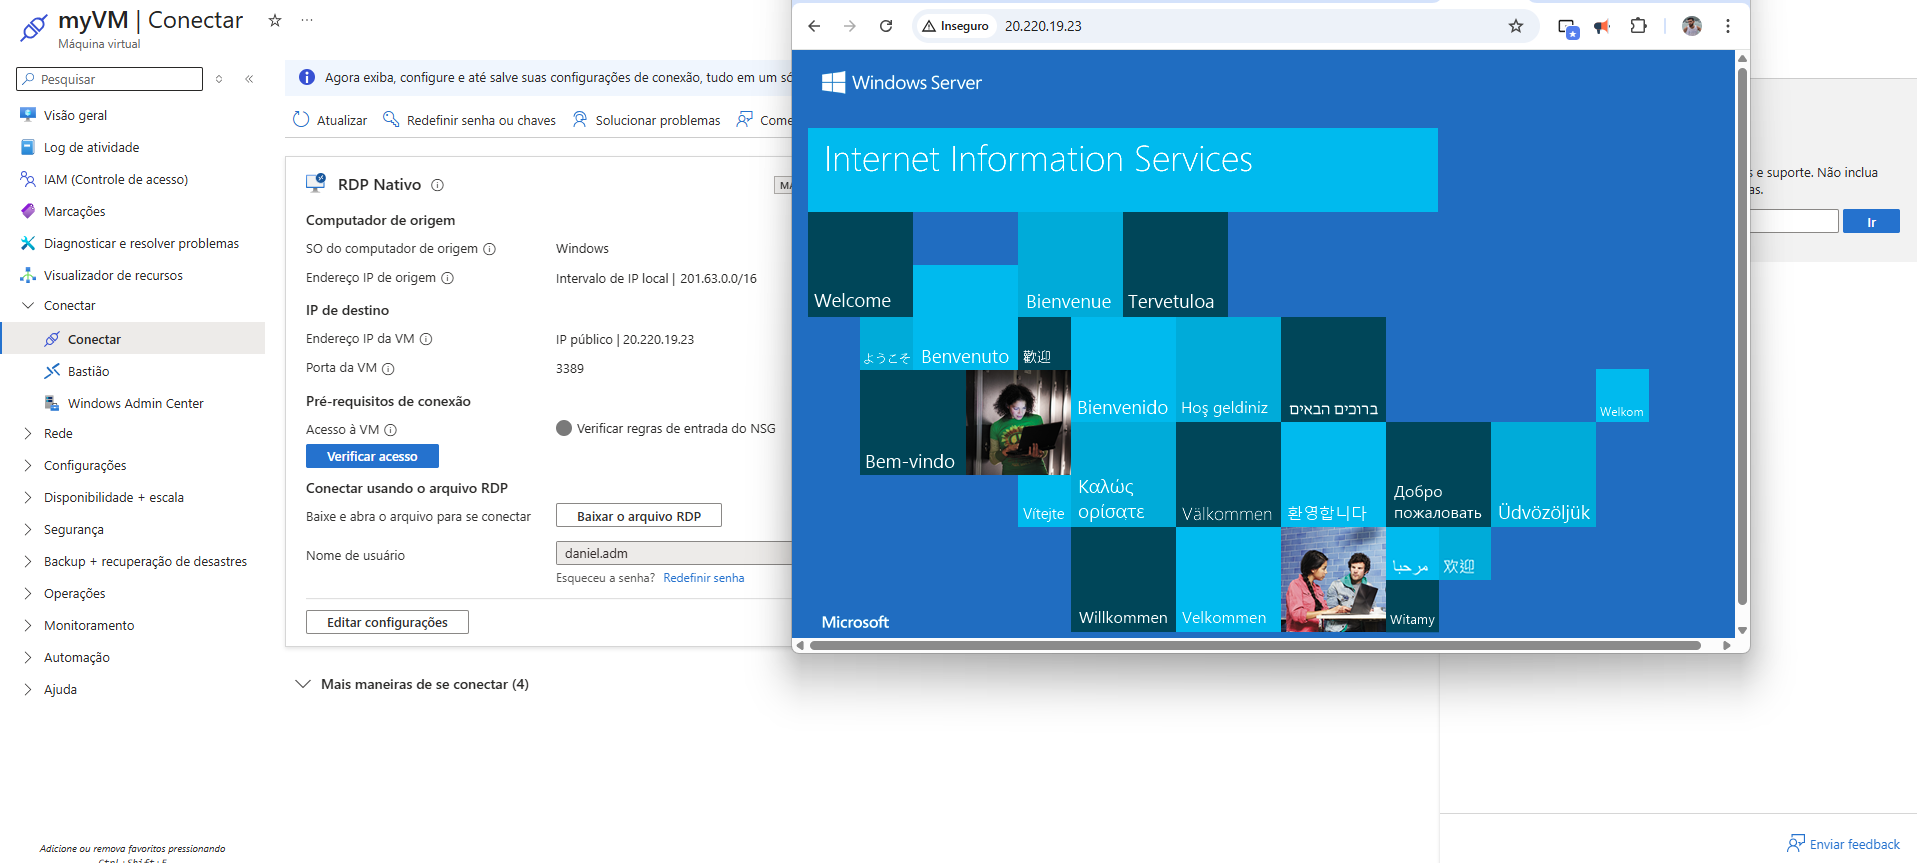 myVM | Conectar
Máquina virtual
Pesquisar
Visão geral
Log de atividade
IAM (Controle de acesso)
Marcações
Diagnosticar e resolver problemas
Visualizador de recursos
Conectar
Conectar
Bastião
Windows Admin Center
Rede
Configurações
Disponibilidade + escala
Segurança
Backup + recuperação de desastres
Operações
Monitoramento
Automação
Ajuda
Adicione ou remova favoritos pressionando
Ctrl+Shift+F
Agora exiba, configure e até salve suas configurações de conexão, tudo em um só
Atualizar
Redefinir senha ou chaves
Solucionar problemas
Come
RDP Nativo
MA
Computador de origem
SO do computador de origem
Windows
Endereço IP de origem
Intervalo de IP local | 201.63.0.0/16
IP de destino
Endereço IP da VM
IP público | 20.220.19.23
Porta da VM
3389
Pré-requisitos de conexão
Acesso à VM
Verificar regras de entrada do NSG
Verificar acesso
Conectar usando o arquivo RDP
Baixe e abra o arquivo para se conectar
Baixar o arquivo RDP
Nome de usuário
daniel.adm
Esqueceu a senha? Redefinir senha
Editar configurações
Mais maneiras de se conectar (4)
Inseguro
20.220.19.23
Windows Server
Internet Information Services
Welcome
Bienvenue
Tervetuloa
ようこそ
Benvenuto
歡迎
Bienvenido
Hoş geldiniz
ברוכים הבאים
Welkom
Bem-vindo
Vítejte
Καλώς
ορίσατε
Välkommen
환영합니다
Добро
пожаловать
Üdvözöljük
Willkommen
Velkommen
مرحبا
欢迎
Witamy
Microsoft
s e suporte. Não inclua
as.
Ir
Enviar feedback